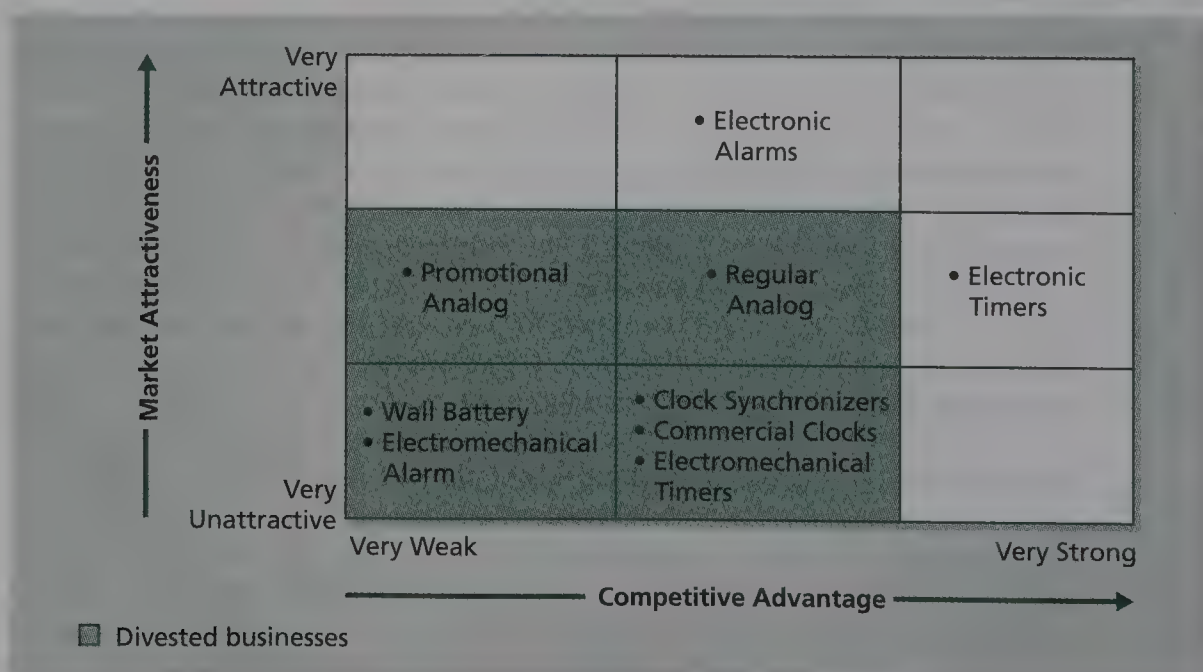 Very
Attractive
• Electronic
Alarms
Market Attractiveness
• Promotional
Analog
• Regular
Analog
• Electronic
Timers
• Wall Battery
• Electromechanical
Alarm
• Clock Synchronizers
• Commercial Clocks
• Electromechanical
Timers
Very
Unattractive
Very Weak
Very Strong
Competitive Advantage
Divested businesses